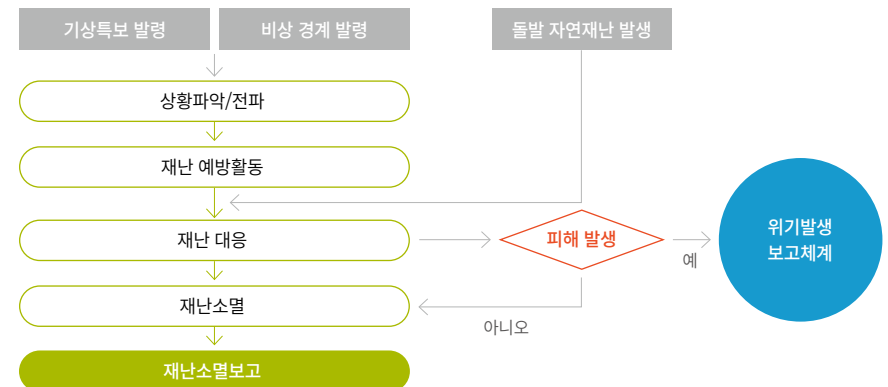 기상특보 발령
비상 경계 발령
돌발 자연재난 발생
상황파악/전파
재난 예방활동
재난 대응
피해 발생
예
위기발생
보고체계
재난소멸
아니오
재난소멸보고